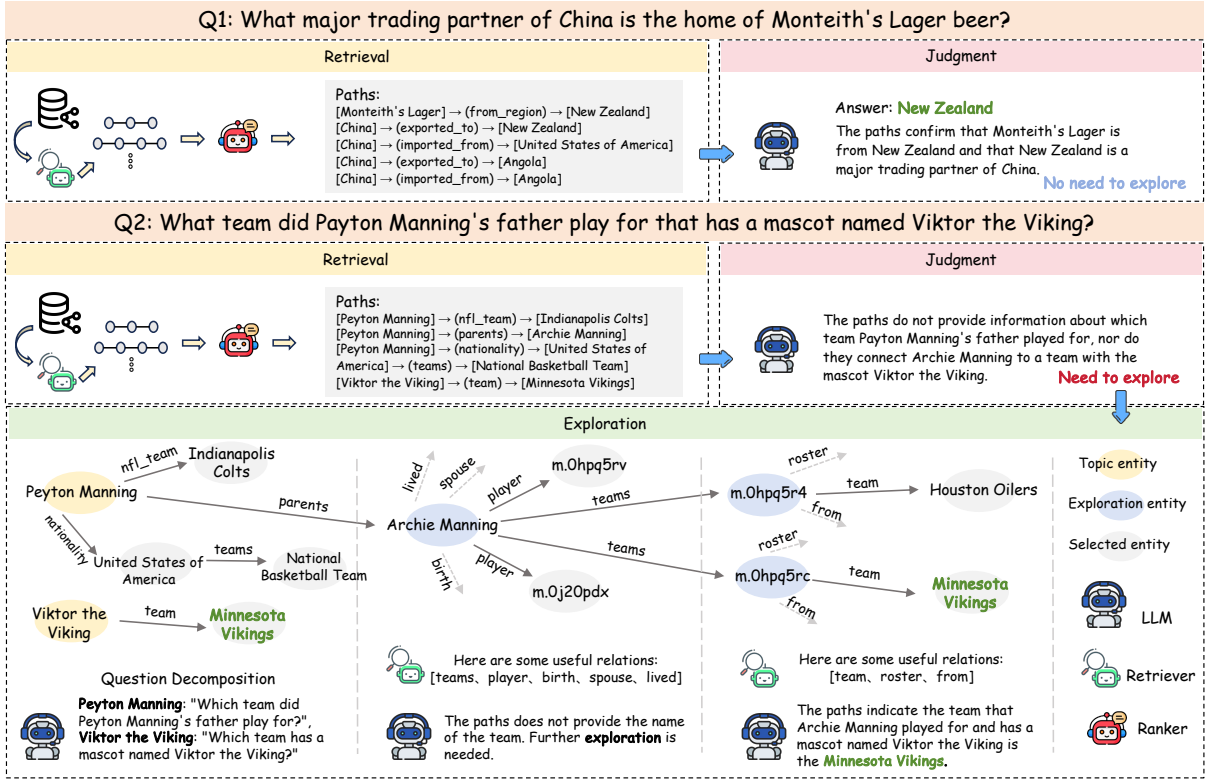 Q1: What major trading partner of China is the home of Monteith's Lager beer?
Retrieval
Paths:
[Monteith's Lager] → (from_region) → [New Zealand]
[China] → (exported_to) → [New Zealand]
[China] → (imported_from) → [United States of America]
[China] → (exported_to) → [Angola]
[China] → (imported_from) → [Angola]
Judgment
Answer: New Zealand
The paths confirm that Monteith's Lager is
from New Zealand and that New Zealand is a
major trading partner of China.
No need to explore
Q2: What team did Payton Manning's father play for that has a mascot named Viktor the Viking?
Retrieval
Paths:
[Peyton Manning] → (nfl_team) → [Indianapolis Colts]
[Peyton Manning] → (parents) → [Archie Manning]
[Peyton Manning] → (nationality) → [United States of
America] → (teams) → [National Basketball Team]
[Viktor the Viking] → (team) → [Minnesota Vikings]
Judgment
The paths do not provide information about which
team Payton Manning's father played for, nor do
they connect Archie Manning to a team with the
mascot Viktor the Viking.
Need to explore
Exploration
Peyton Manning
nfl_team
Indianapolis
Colts
parents
nationality
United States of
America
teams
National
Basketball Team
Viktor the
Viking
team
Minnesota
Vikings
Question Decomposition
Peyton Manning: "Which team did
Peyton Manning's father play for?",
Viktor the Viking: "Which team has a
mascot named Viktor the Viking?"
lived
spouse
player
m.0hpq5rv
Archie Manning
teams
teams
birth
player
m.0j20pdx
Here are some useful relations:
[teams、player、birth、spouse、lived]
The paths does not provide the name
of the team. Further exploration is
needed.
roster
m.0hpq5r4
team
Houston Oilers
from
roster
m.0hpq5rc
team
Minnesota
Vikings
from
Here are some useful relations:
[team、roster、from]
The paths indicate the team that
Archie Manning played for and has a
mascot named Viktor the Viking is
the Minnesota Vikings.
Topic entity
Exploration entity
Selected entity
LLM
Retriever
Ranker